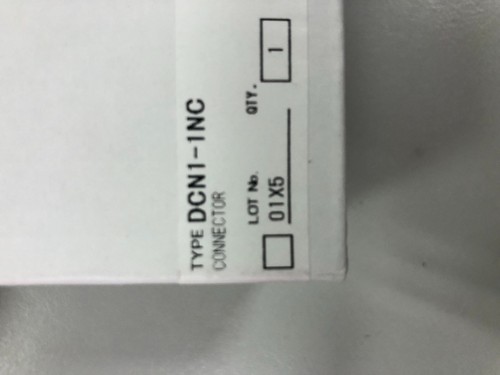 TYPE DCN1-1NC
CONNECTOR
LOT No. QTY.
01X5 1